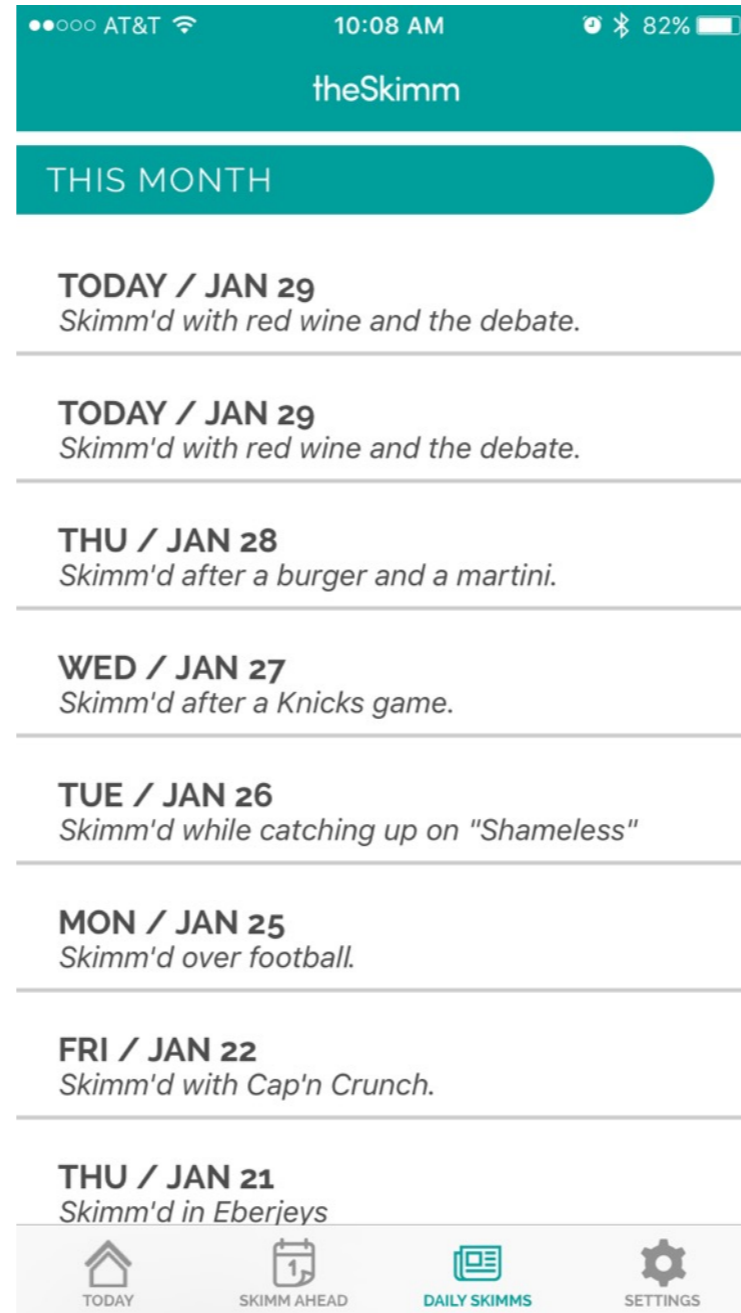 AT&T 10:08 AM 82%
theSkimm
THIS MONTH
TODAY / JAN 29
Skimm'd with red wine and the debate.
TODAY / JAN 29
Skimm'd with red wine and the debate.
THU / JAN 28
Skimm'd after a burger and a martini.
WED / JAN 27
Skimm'd after a Knicks game.
TUE / JAN 26
Skimm'd while catching up on "Shameless"
MON / JAN 25
Skimm'd over football.
FRI / JAN 22
Skimm'd with Cap'n Crunch.
THU / JAN 21
Skimm'd in Eberjeys
1
TODAY SKIMM AHEAD DAILY SKIMMS SETTINGS